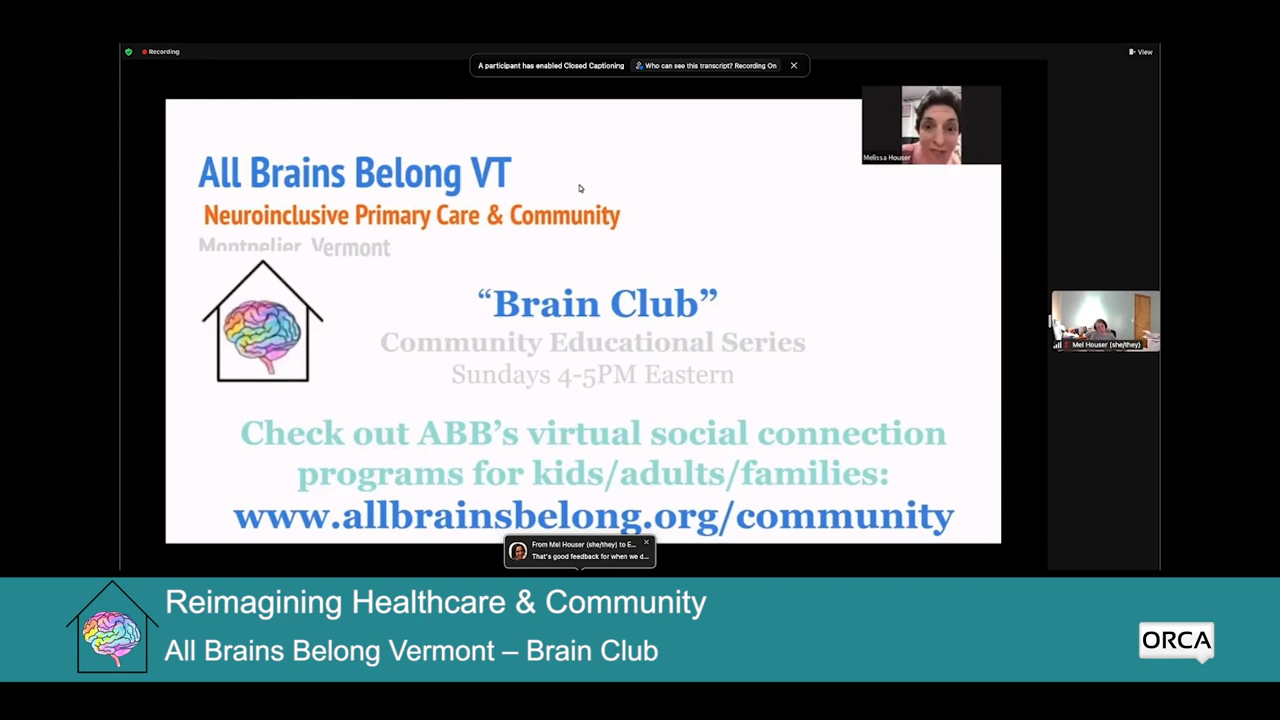 Recording
View
A participant has enabled Closed Captioning
Who can see this transcript? Recording On
Melissa Houser
All Brains Belong VT
Neuroinclusive Primary Care & Community
Montpelier, Vermont
“Brain Club”
Community Educational Series
Sundays 4-5PM Eastern
Mel Houser (she/they)
Check out ABB’s virtual social connection
programs for kids/adults/families:
www.allbrainsbelong.org/community
From Mel Houser (she/they) to E...
That's good feedback for when we d...
Reimagining Healthcare & Community
All Brains Belong Vermont – Brain Club
ORCA